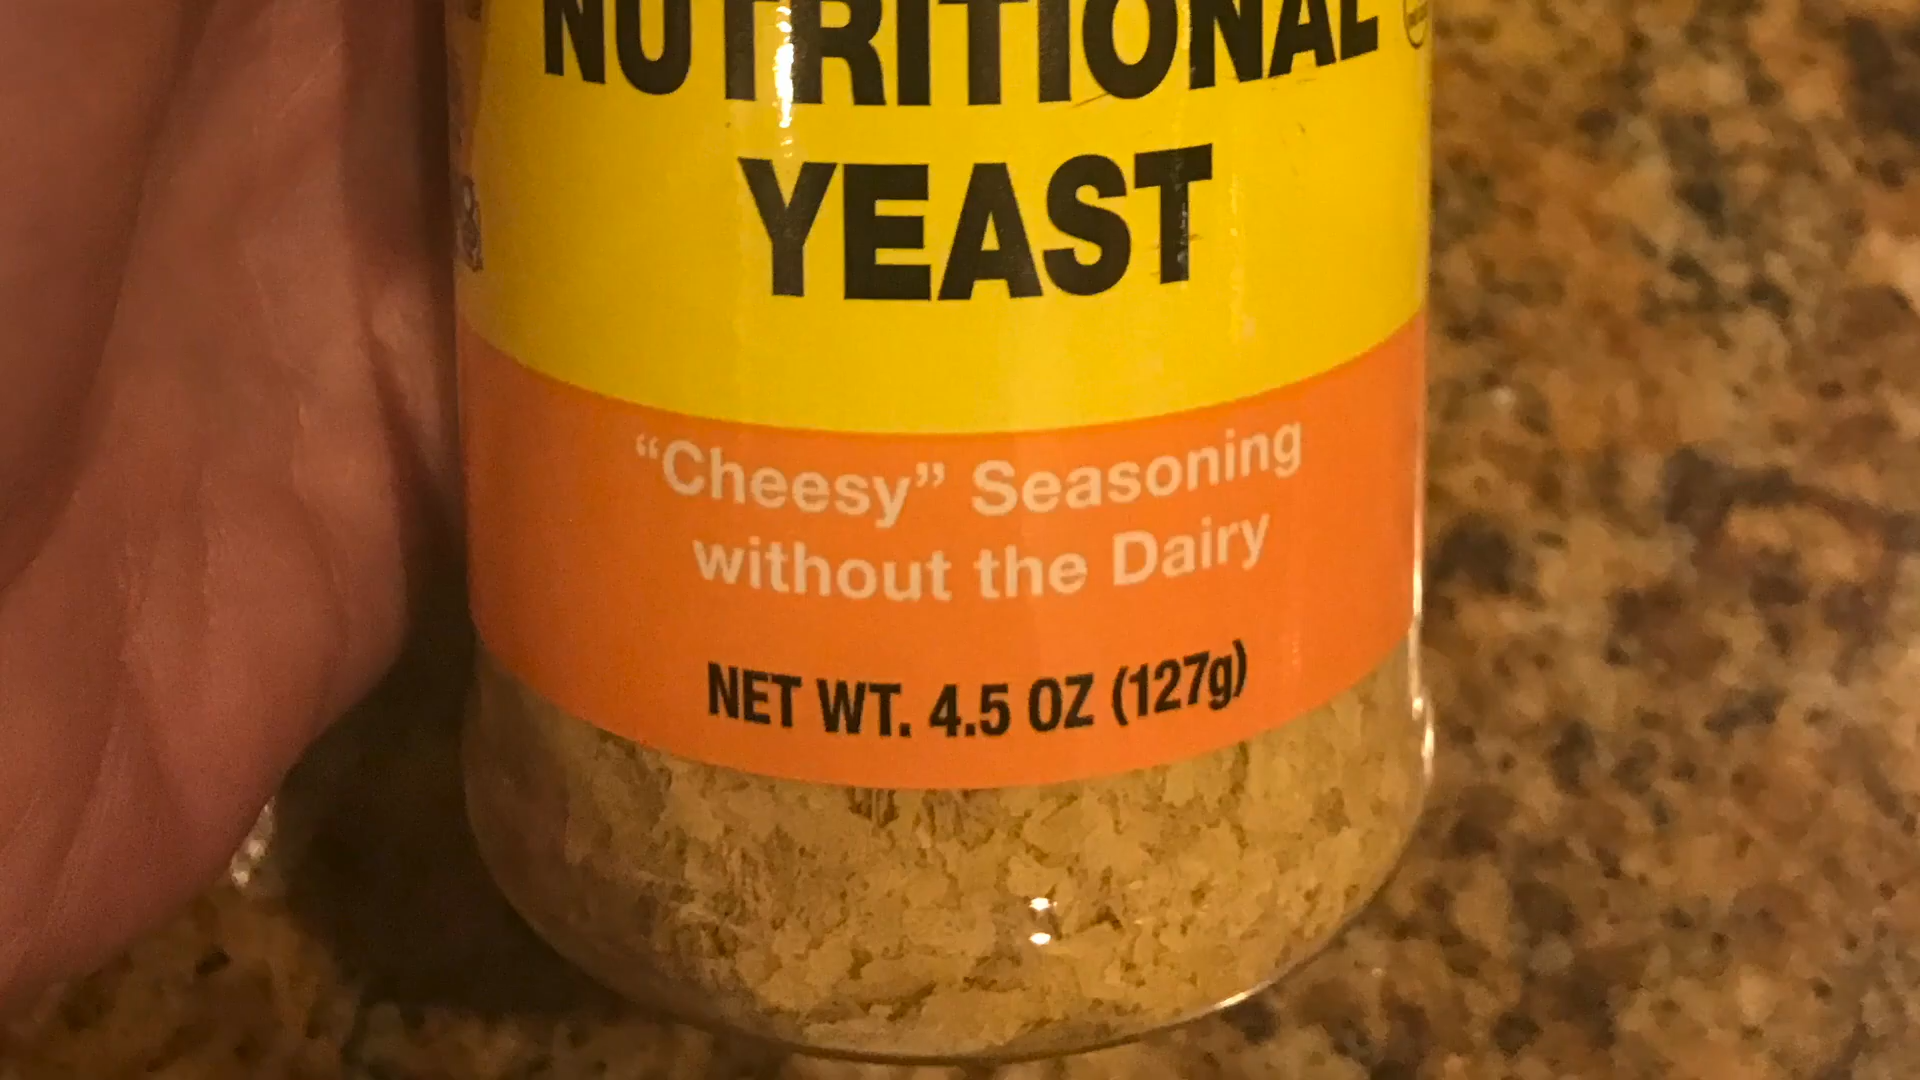 NUTRITIONAL
YEAST
“Cheesy” Seasoning
without the Dairy
NET WT. 4.5 OZ (127g)